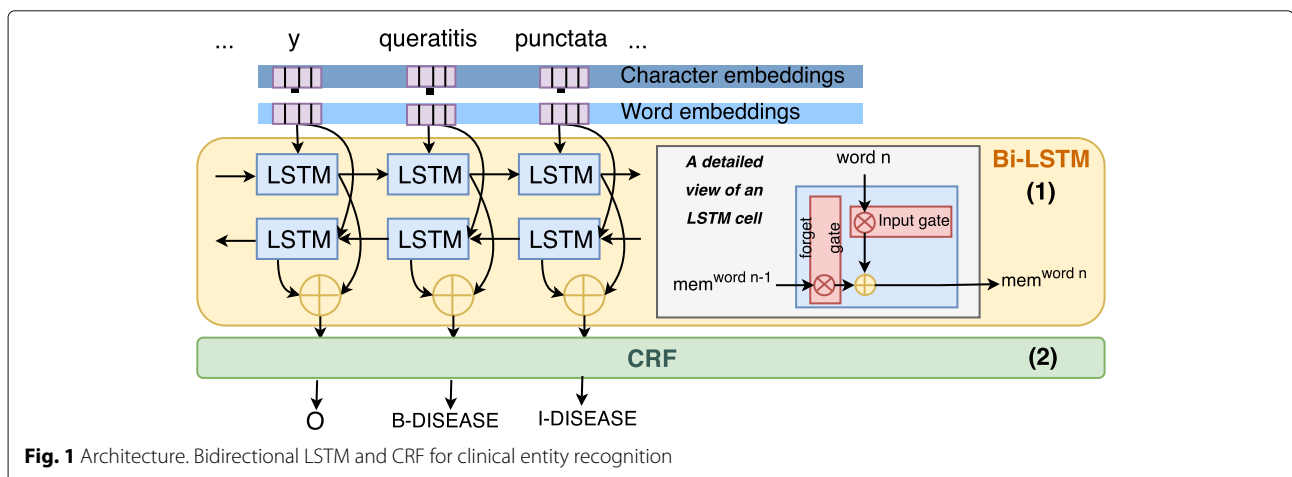 ... y queratitis punctata ...
Character embeddings
Word embeddings
Bi-LSTM
(1)
A detailed
view of an
LSTM cell
word n
forget
gate
Input gate
mem^word n-1
mem^word n
LSTM LSTM LSTM
LSTM LSTM LSTM
CRF (2)
O B-DISEASE I-DISEASE
Fig. 1 Architecture. Bidirectional LSTM and CRF for clinical entity recognition